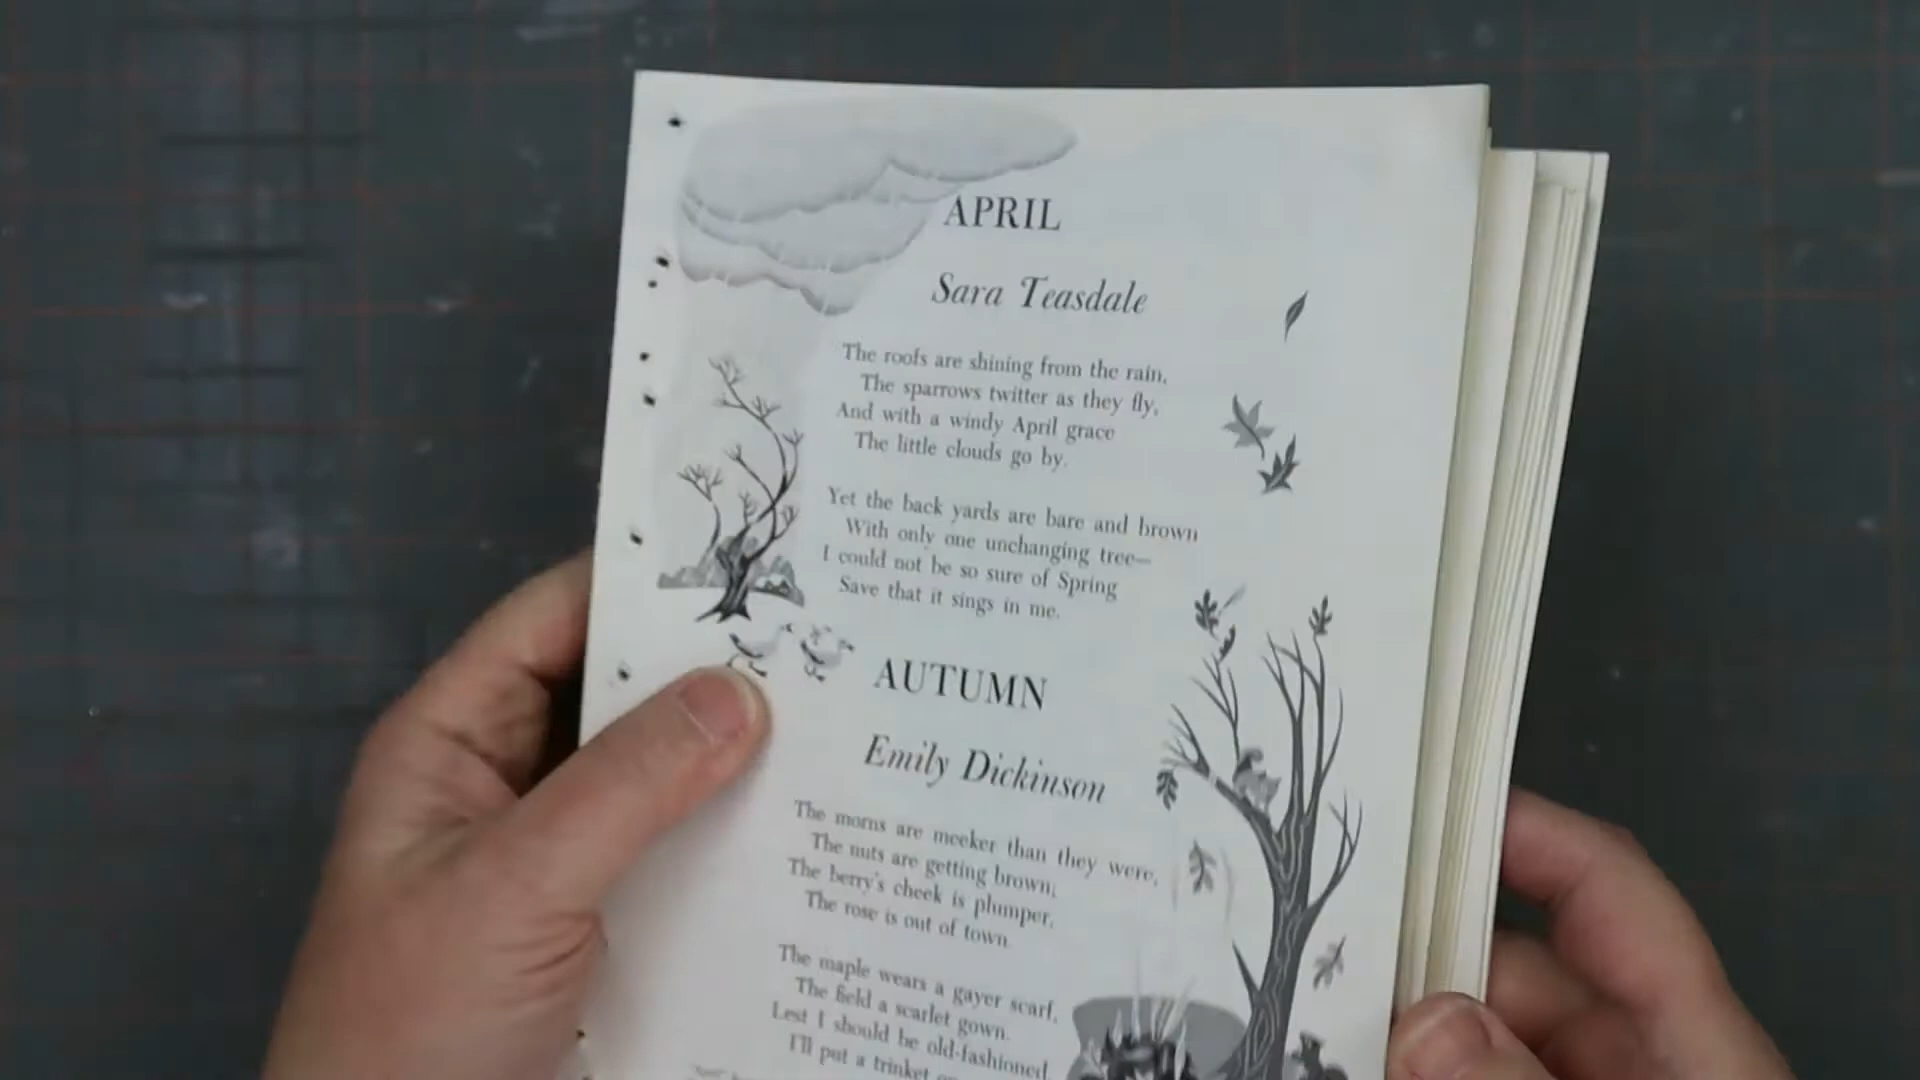 APRIL
Sara Teasdale
The roofs are shining from the rain,
The sparrows twitter as they fly,
And with a windy April grace
The little clouds go by.
Yet the back yards are bare and brown
With only one unchanging tree—
I could not be so sure of Spring
Save that it sings in me.
AUTUMN
Emily Dickinson
The morns are meeker than they were,
The nuts are getting brown;
The berry's cheek is plumper,
The rose is out of town.
The maple wears a gayer scarf,
The field a scarlet gown.
Lest I should be old-fashioned,
I'll put a trinket